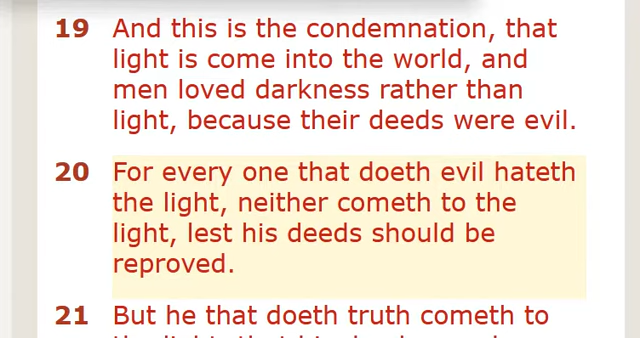 19 And this is the condemnation, that
light is come into the world, and
men loved darkness rather than
light, because their deeds were evil.
20 For every one that doeth evil hateth
the light, neither cometh to the
light, lest his deeds should be
reproved.
21 But he that doeth truth cometh to